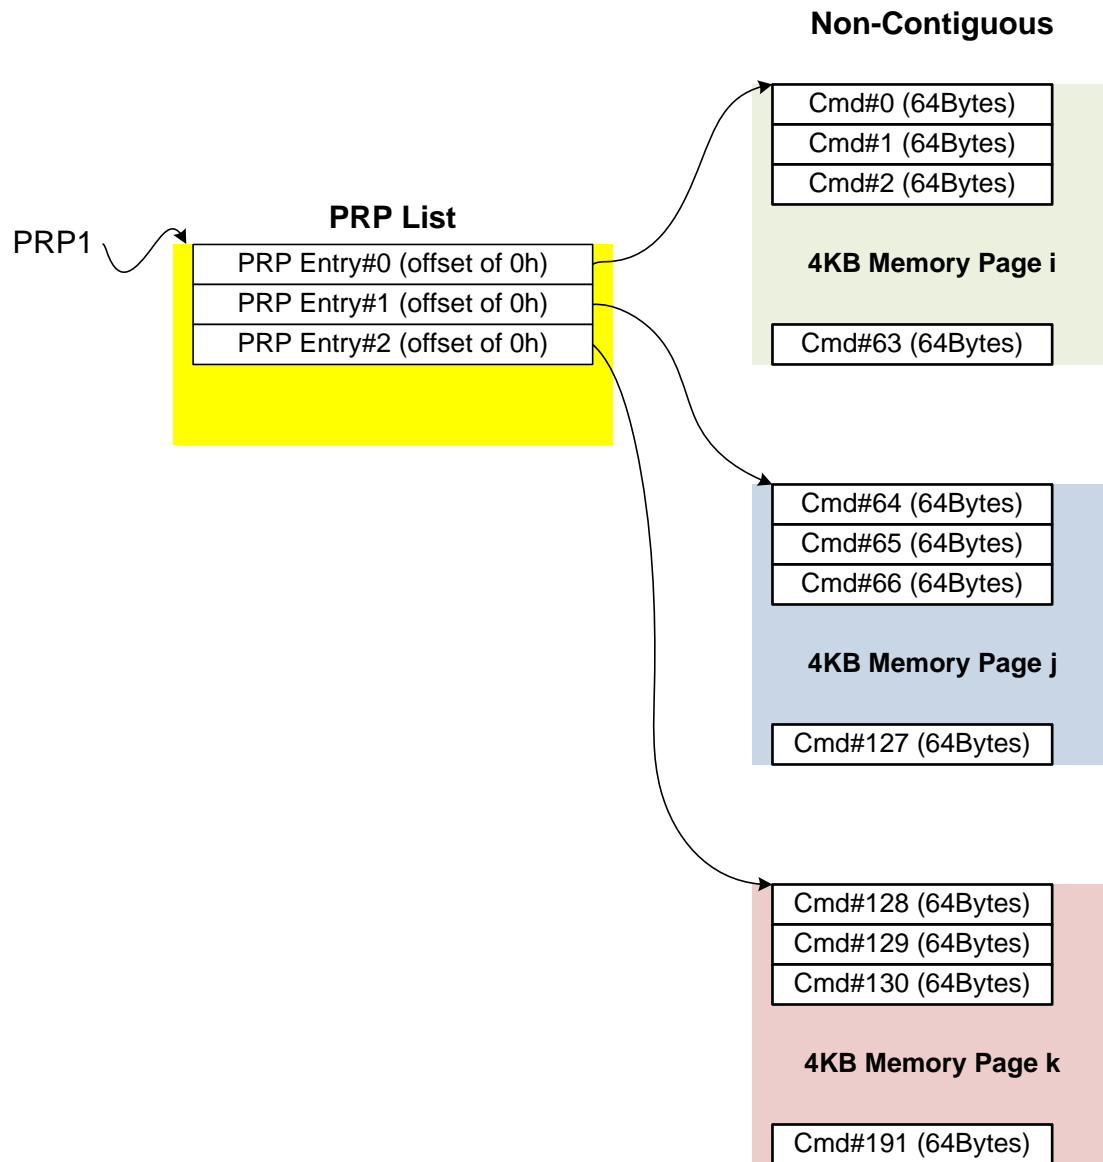 Non-Contiguous
Cmd#0 (64Bytes)
Cmd#1 (64Bytes)
Cmd#2 (64Bytes)
4KB Memory Page i
Cmd#63 (64Bytes)
PRP1
PRP List
PRP Entry#0 (offset of 0h)
PRP Entry#1 (offset of 0h)
PRP Entry#2 (offset of 0h)
Cmd#64 (64Bytes)
Cmd#65 (64Bytes)
Cmd#66 (64Bytes)
4KB Memory Page j
Cmd#127 (64Bytes)
Cmd#128 (64Bytes)
Cmd#129 (64Bytes)
Cmd#130 (64Bytes)
4KB Memory Page k
Cmd#191 (64Bytes)